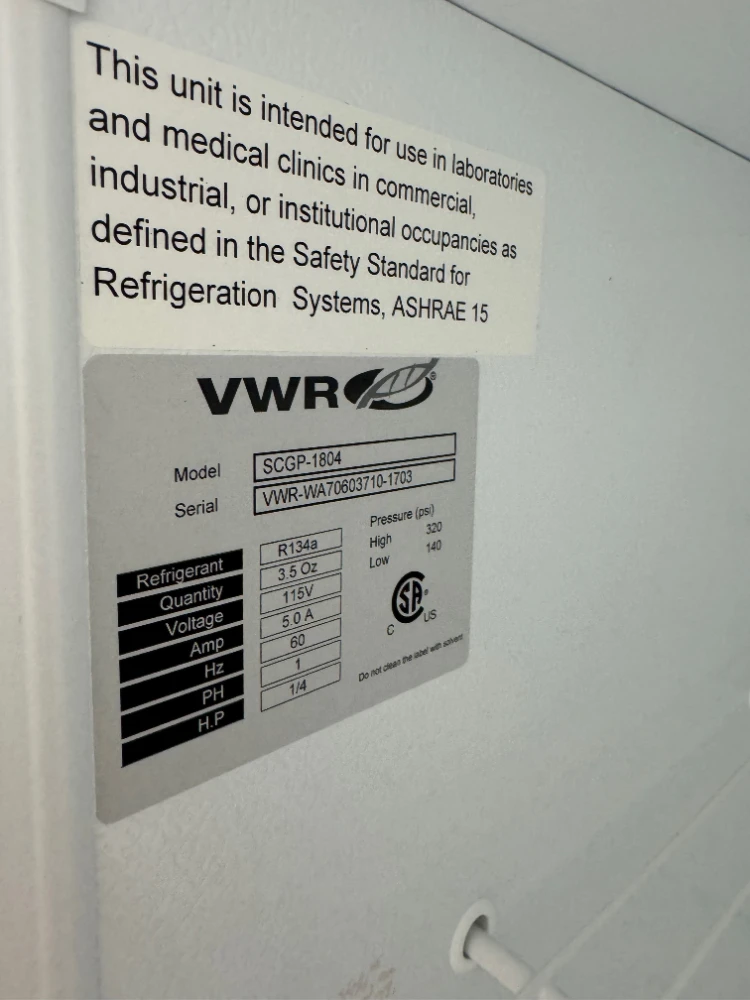 This unit is intended for use in laboratories
and medical clinics in commercial,
industrial, or institutional occupancies as
defined in the Safety Standard for
Refrigeration Systems, ASHRAE 15
VWR®
Model SCGP-1804
Serial VWR-WA70603710-1703
Refrigerant R134a
Quantity 3.5 Oz
Voltage 115V
Amp 5.0 A
Hz 60
PH 1
H.P 1/4
Pressure (psi)
High 320
Low 140
SA®
C US
Do not clean the label with solvent